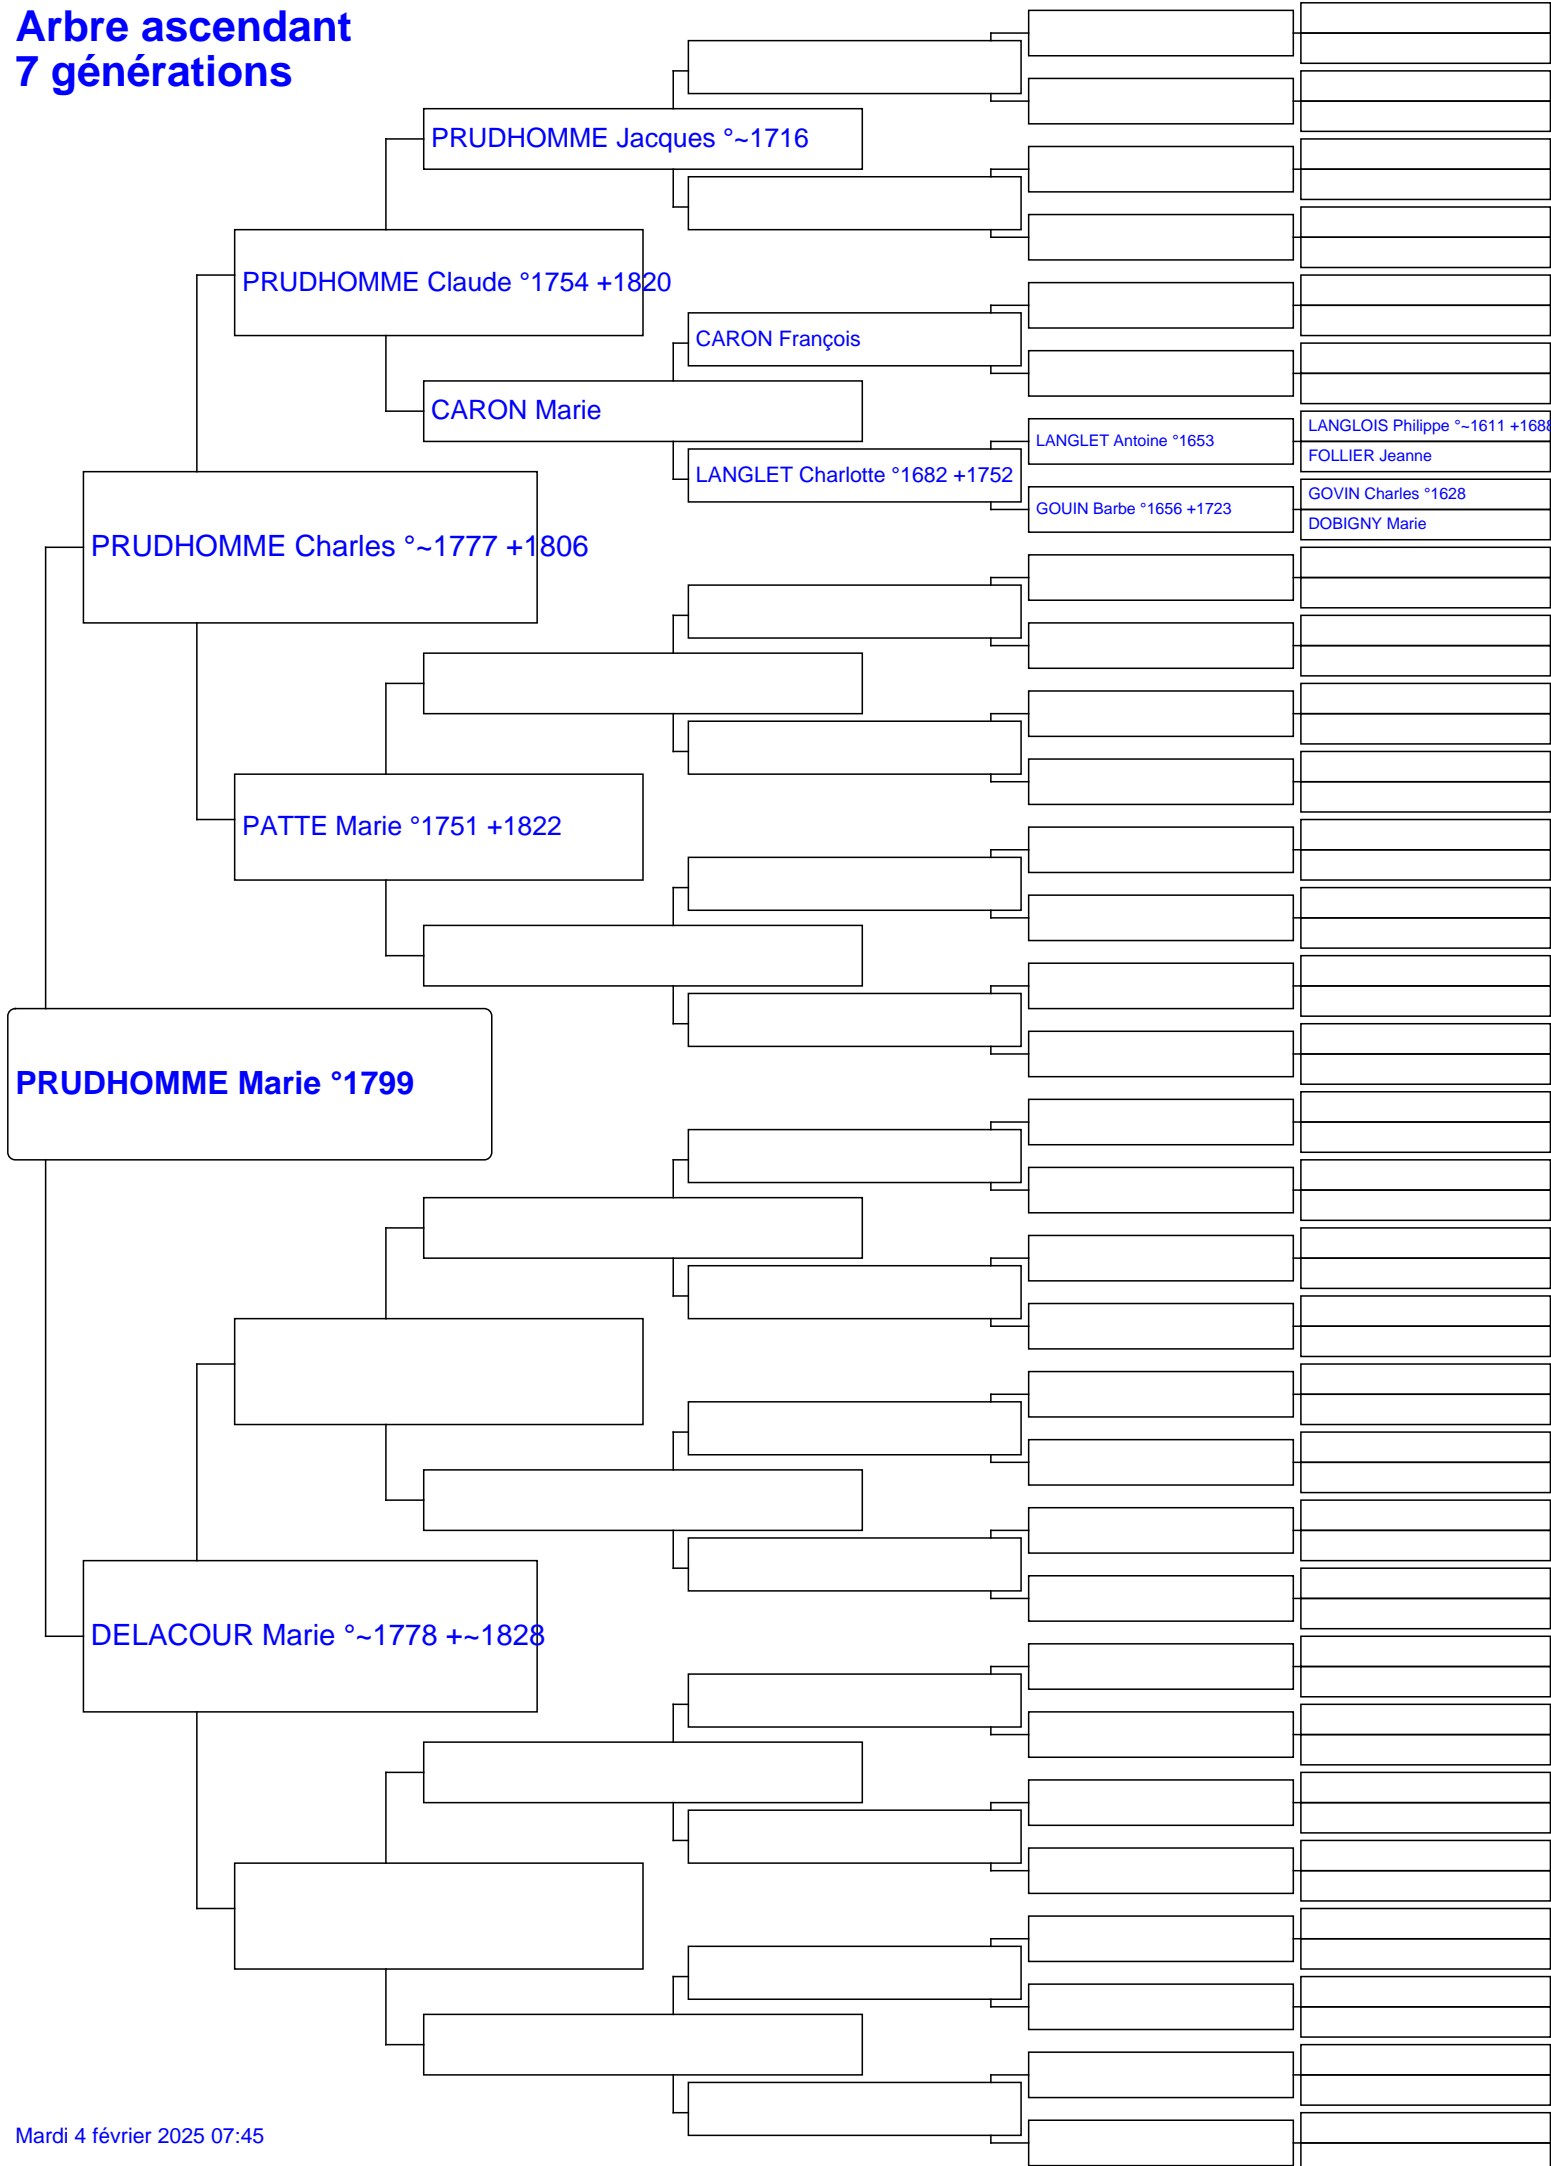 Arbre ascendant
7 générations
PRUDHOMME Jacques °~1716
PRUDHOMME Claude °1754 +1820
CARON François
CARON Marie
LANGLOIS Philippe °~1611 +1688
LANGLET Antoine °1653
FOLLIER Jeanne
LANGLET Charlotte °1682 +1752
GOVIN Charles °1628
GOUIN Barbe °1656 +1723
DOBIGNY Marie
PRUDHOMME Charles °~1777 +1806
PATTE Marie °1751 +1822
PRUDHOMME Marie °1799
DELACOUR Marie °~1778 +~1828
Mardi 4 février 2025 07:45